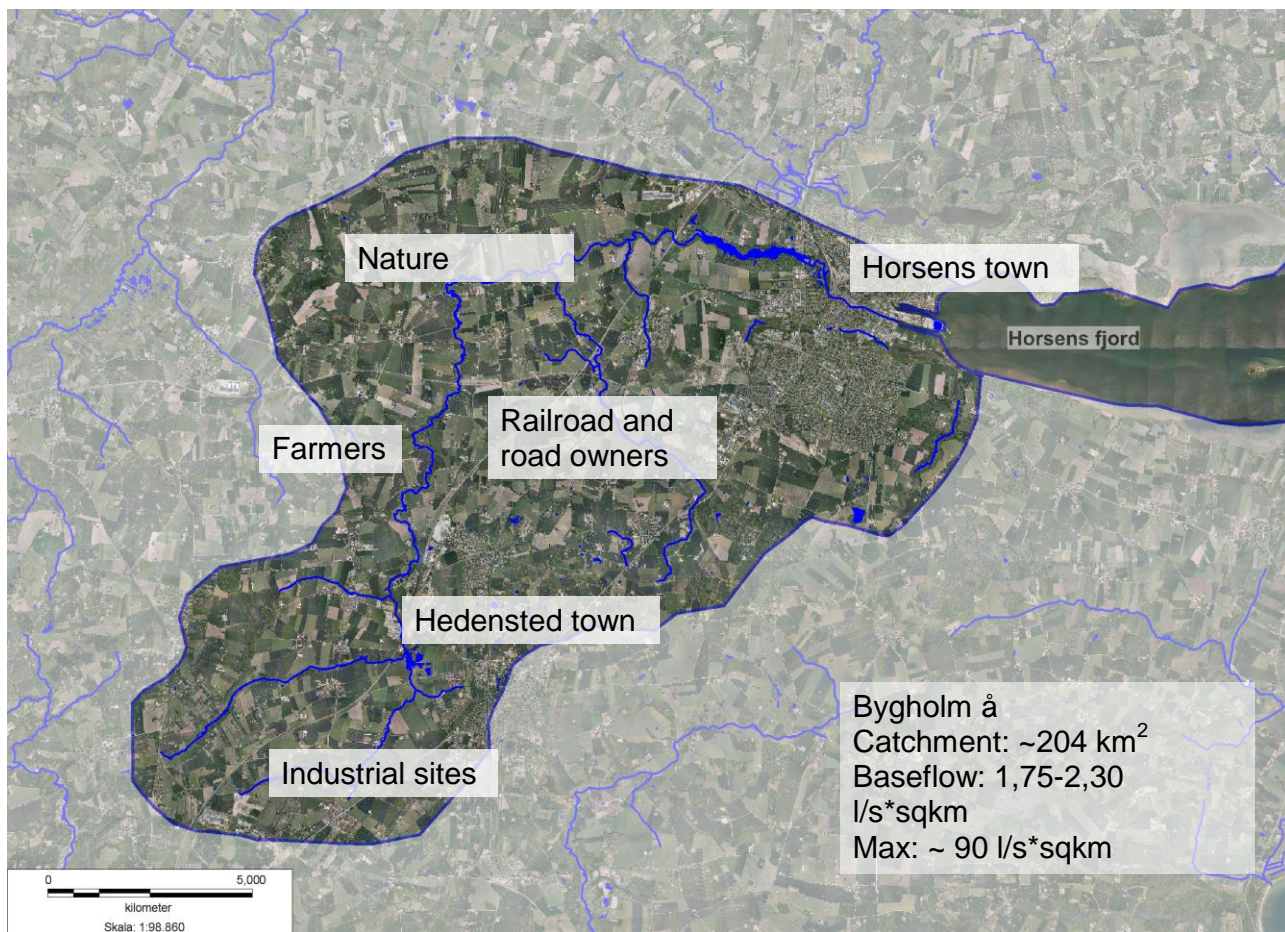 Nature
Horsens town
Horsens fjord
Railroad and
road owners
Farmers
Hedensted town
Industrial sites
Bygholm å
Catchment: ~204 km²
Baseflow: 1,75-2,30
l/s*sqkm
Max: ~ 90 l/s*sqkm
0 5,000
kilometer
Skala: 1:98.860